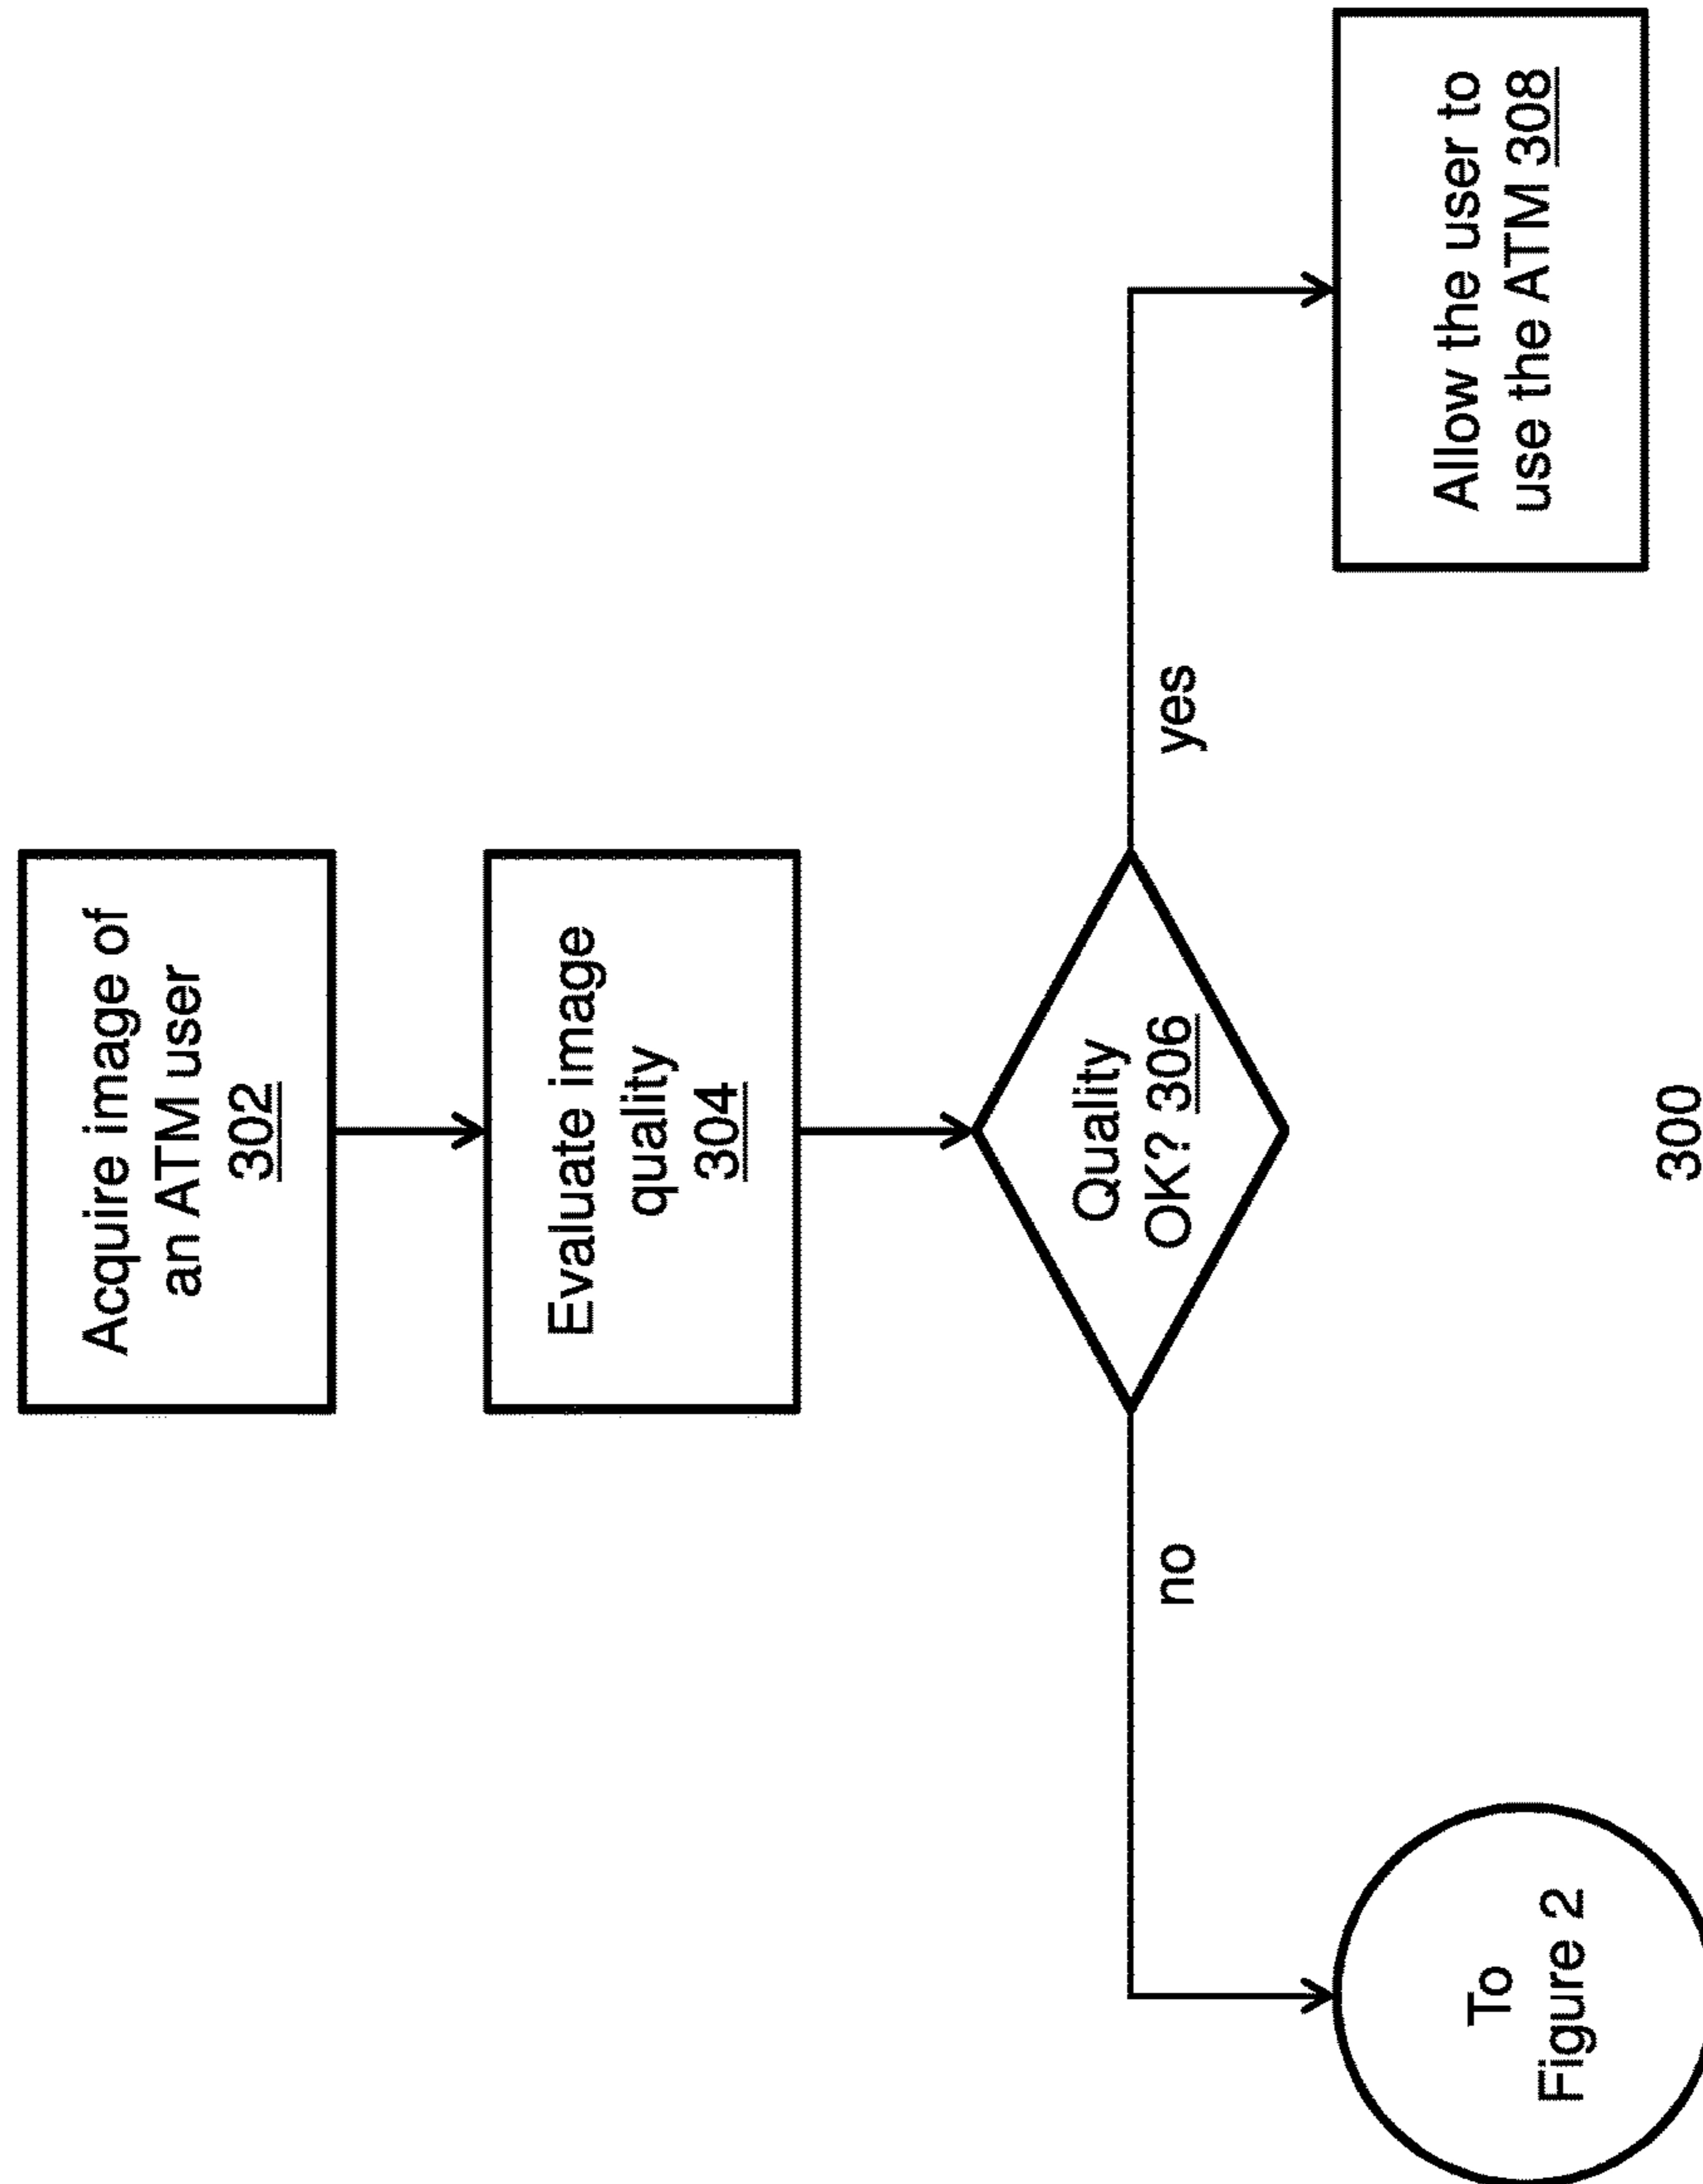 Acquire image of
an ATM user
302
Evaluate image
quality
304
Quality
OK? 306
no
yes
To
Figure 2
Allow the user to
use the ATM 308
300